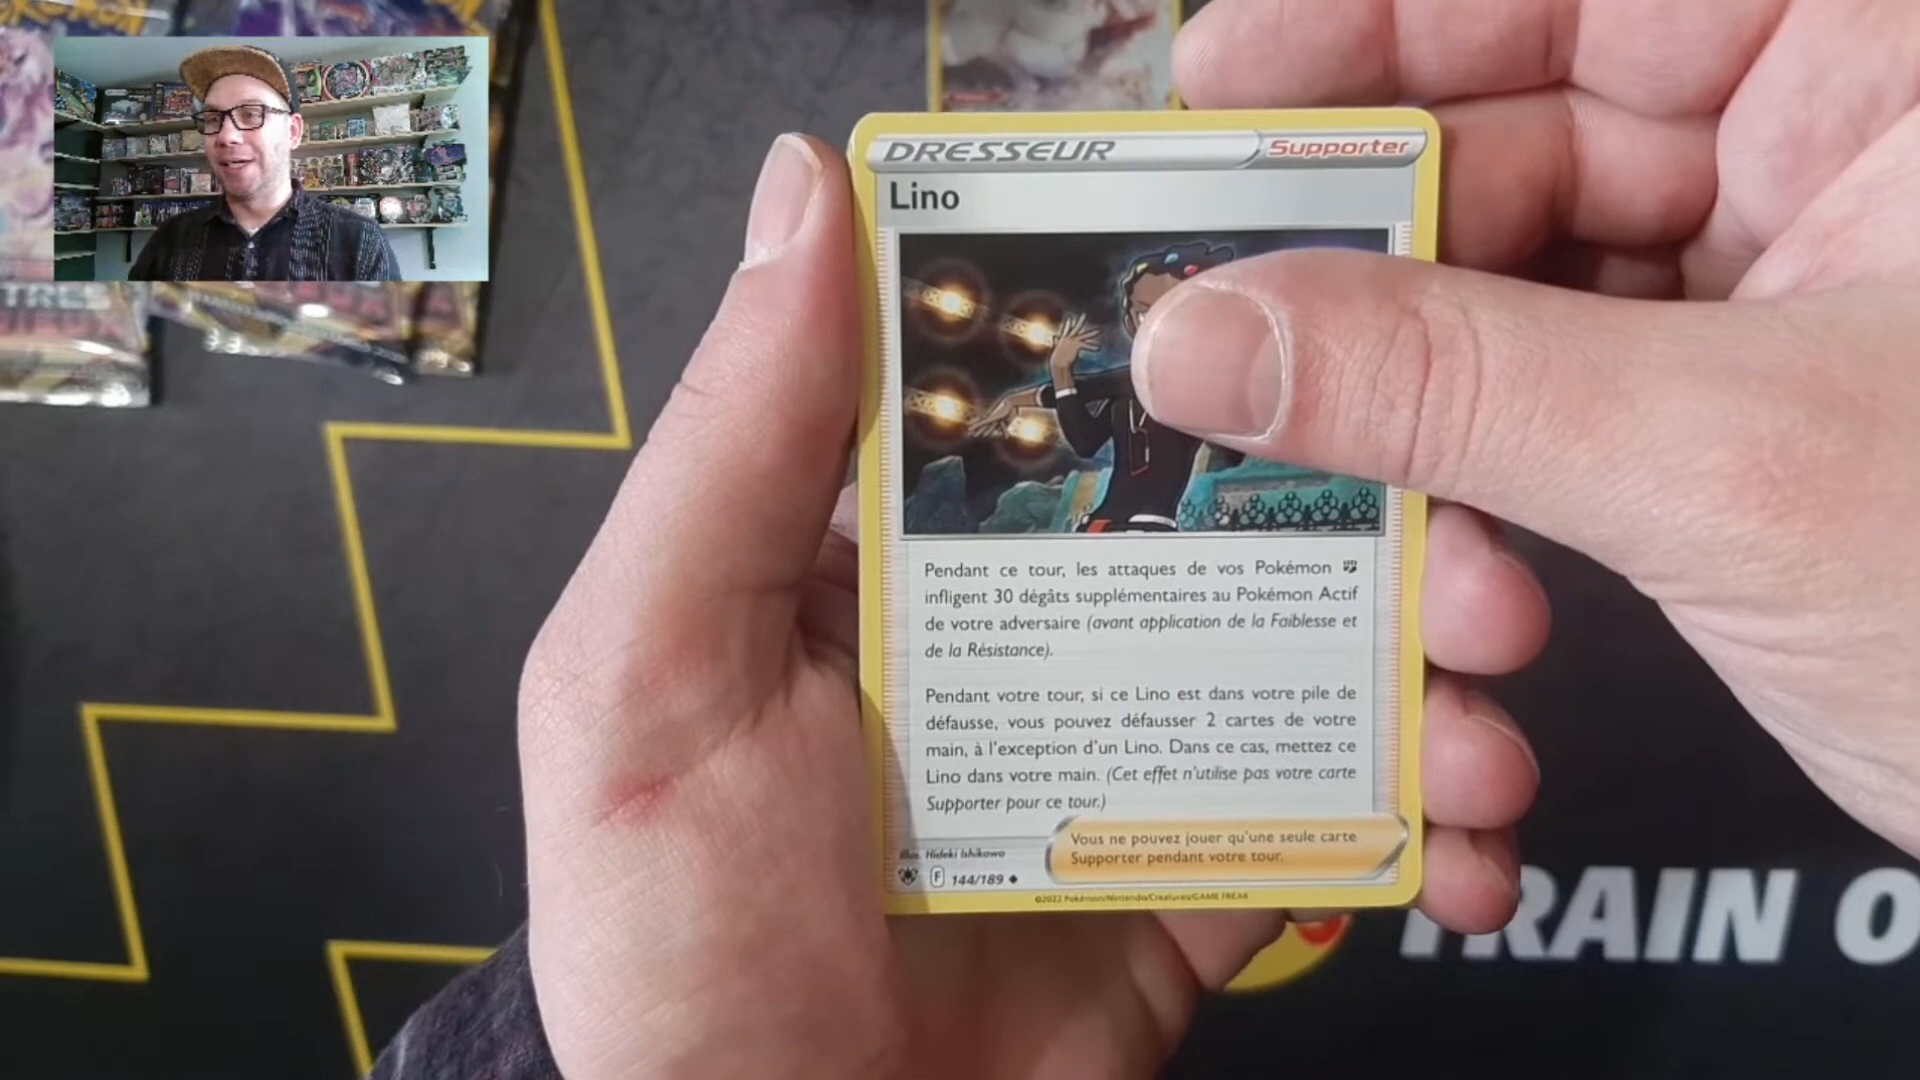 DRESSEUR
Supporter
Lino
Pendant ce tour, les attaques de vos Pokémon
infligent 30 dégâts supplémentaires au Pokémon Actif
de votre adversaire (avant application de la Faiblesse et
de la Résistance).
Pendant votre tour, si ce Lino est dans votre pile de
défausse, vous pouvez défausser 2 cartes de votre
main, à l'exception d'un Lino. Dans ce cas, mettez ce
Lino dans votre main. (Cet effet n'utilise pas votre carte
Supporter pour ce tour.)
Vous ne pouvez jouer qu'une seule carte
Supporter pendant votre tour.
Illus. Hideki Ishikawa
F 144/189
©2022 Pokémon/Nintendo/Creatures/GAME FREAK
TRAIN O